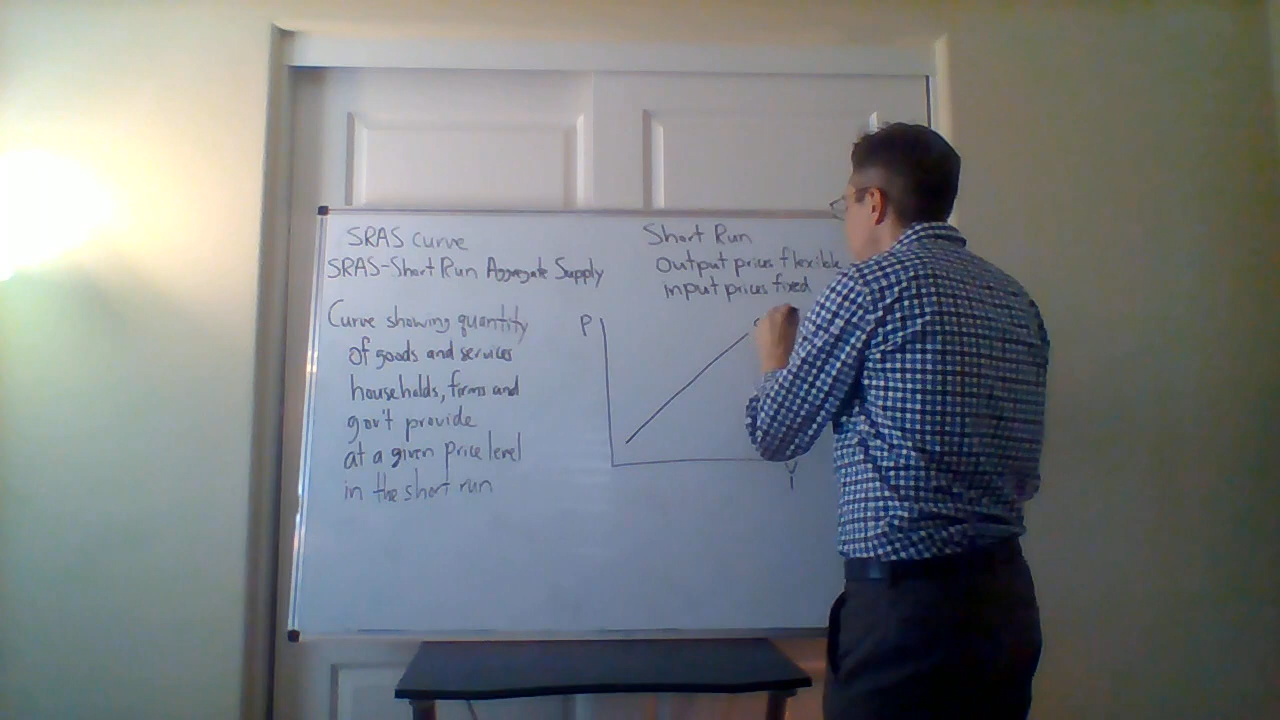 SRAS Curve
SRAS-Short Run Aggregate Supply
Curve showing quantity
of goods and services
households, firms and
gov't provide
at a given price level
in the short run
Short Run
Output prices flexible
input prices fixed
P
Y